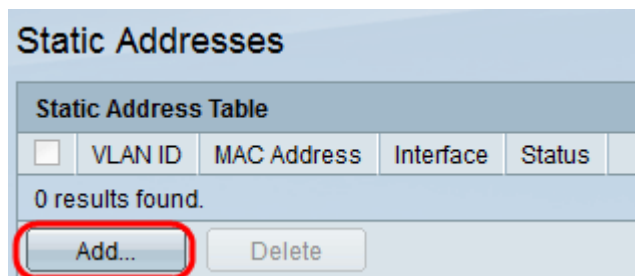 Static Addresses
Static Address Table
VLAN ID MAC Address Interface Status
0 results found.
Add... Delete